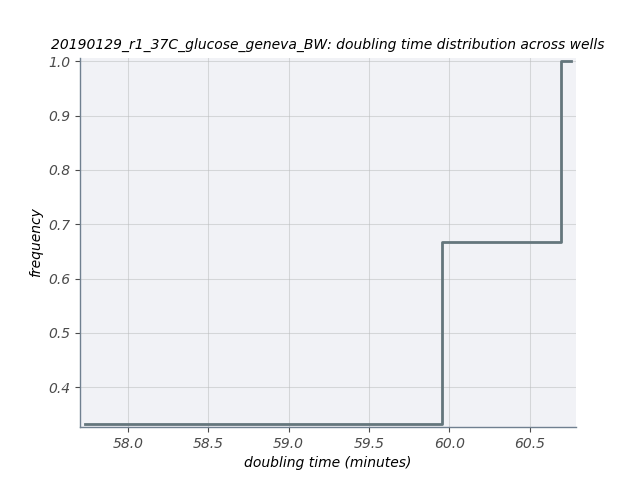 20190129_r1_37C_glucose_geneva_BW: doubling time distribution across wells
1.0
0.9
0.8
0.7
0.6
0.5
0.4
frequency
58.0 58.5 59.0 59.5 60.0 60.5
doubling time (minutes)